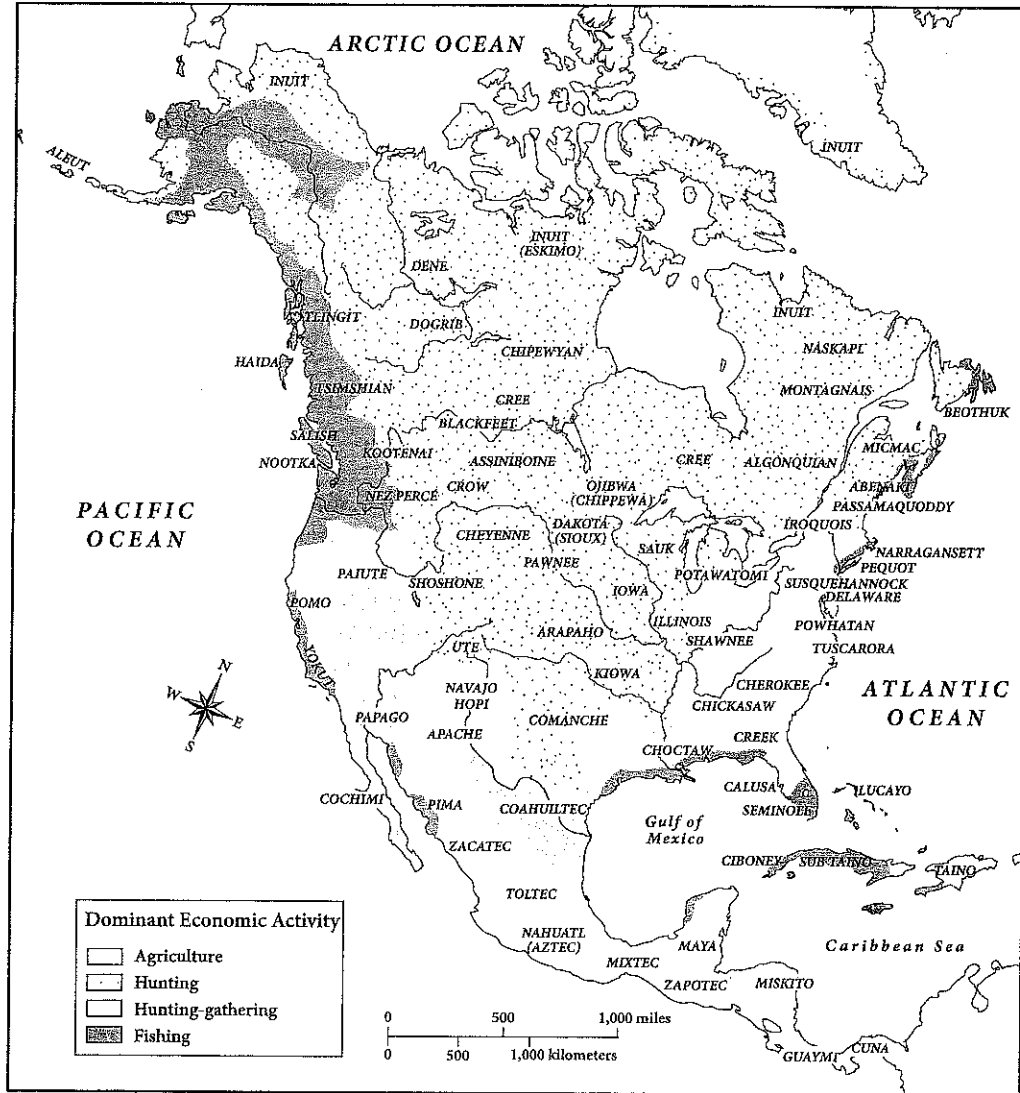 ARCTIC OCEAN
INUIT
INUIT
ALEUT
INUIT
(ESKIMO)
DENE
INUIT
TLINGIT
DOGRIB
NASKAPI
HAIDA
CHIPEWYAN
TSIMSHIAN
MONTAGNAIS
CREE
BEOTHUK
BLACKFEET
SALISH
KOOTENAI
MICMAC
NOOTKA
ASSINIBOINE
CREE
ALGONQUIAN
NEZ PERCE
CROW
OJIBWA
(CHIPPEWA)
ABENAKI
PASSAMAQUODDY
PACIFIC
OCEAN
IROQUOIS
DAKOTA
(SIOUX)
CHEYENNE
SAUK
NARRAGANSETT
PEQUOT
PAWNEE
PAIUTE
SHOSHONE
POTAWATOMI
SUSQUEHANNOCK
IOWA
DELAWARE
POMO
ILLINOIS
POWHATAN
ARAPAHO
SHAWNEE
UTE
TUSCARORA
YOKUT
KIOWA
N
W
E
S
NAVAJO
HOPI
CHEROKEE
ATLANTIC
OCEAN
CHICKASAW
PAPAGO
COMANCHE
APACHE
CREEK
CHOCTAW
CALUSA
LUCAYO
COCHIMI
PIMA
COAHUILTEC
SEMINOLE
Gulf of
Mexico
ZACATEC
CIBONEY
SUB TAINO
TAINO
TOLTEC
NAHUATL
(AZTEC)
MAYA
Caribbean Sea
MIXTEC
ZAPOTEC
MISKITO
GUAYMI
CUNA
Dominant Economic Activity
Agriculture
Hunting
Hunting-gathering
Fishing
0 500 1,000 miles
0 500 1,000 kilometers